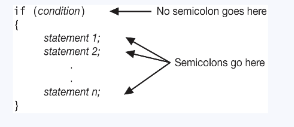 if (condition) No semicolon goes here
{
statement 1;
statement 2;
.
.
Semicolons go here
statement n;
}